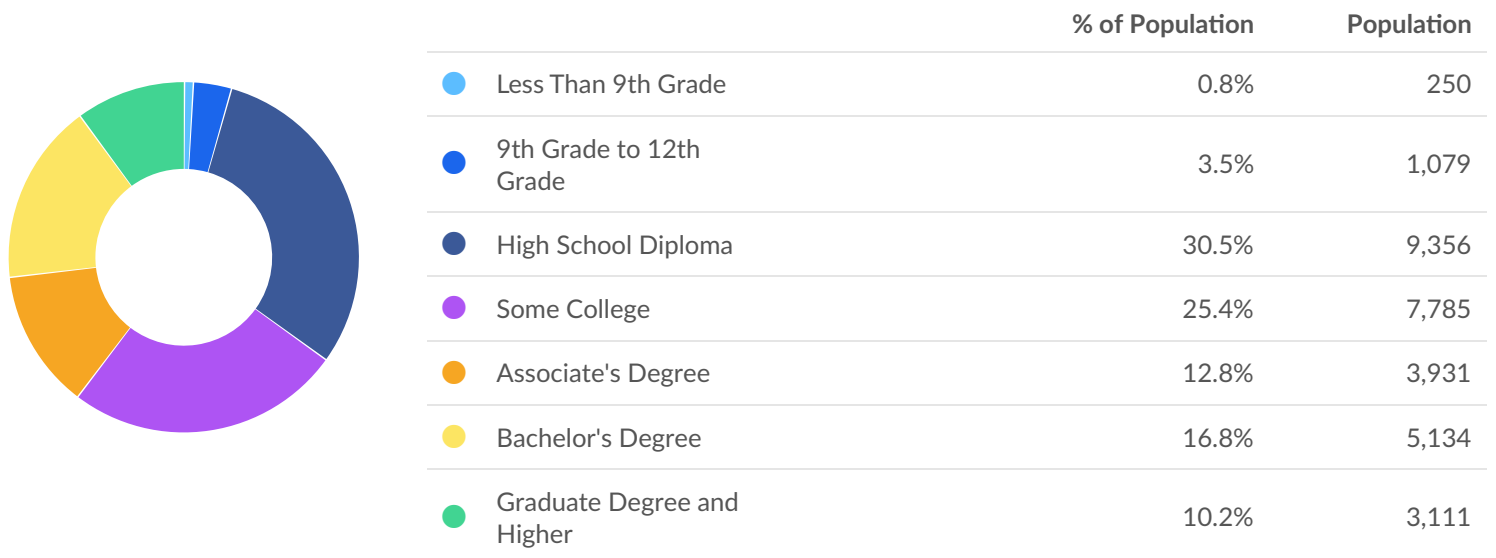 % of Population Population
Less Than 9th Grade 0.8% 250
9th Grade to 12th
Grade 3.5% 1,079
High School Diploma 30.5% 9,356
Some College 25.4% 7,785
Associate's Degree 12.8% 3,931
Bachelor's Degree 16.8% 5,134
Graduate Degree and
Higher 10.2% 3,111